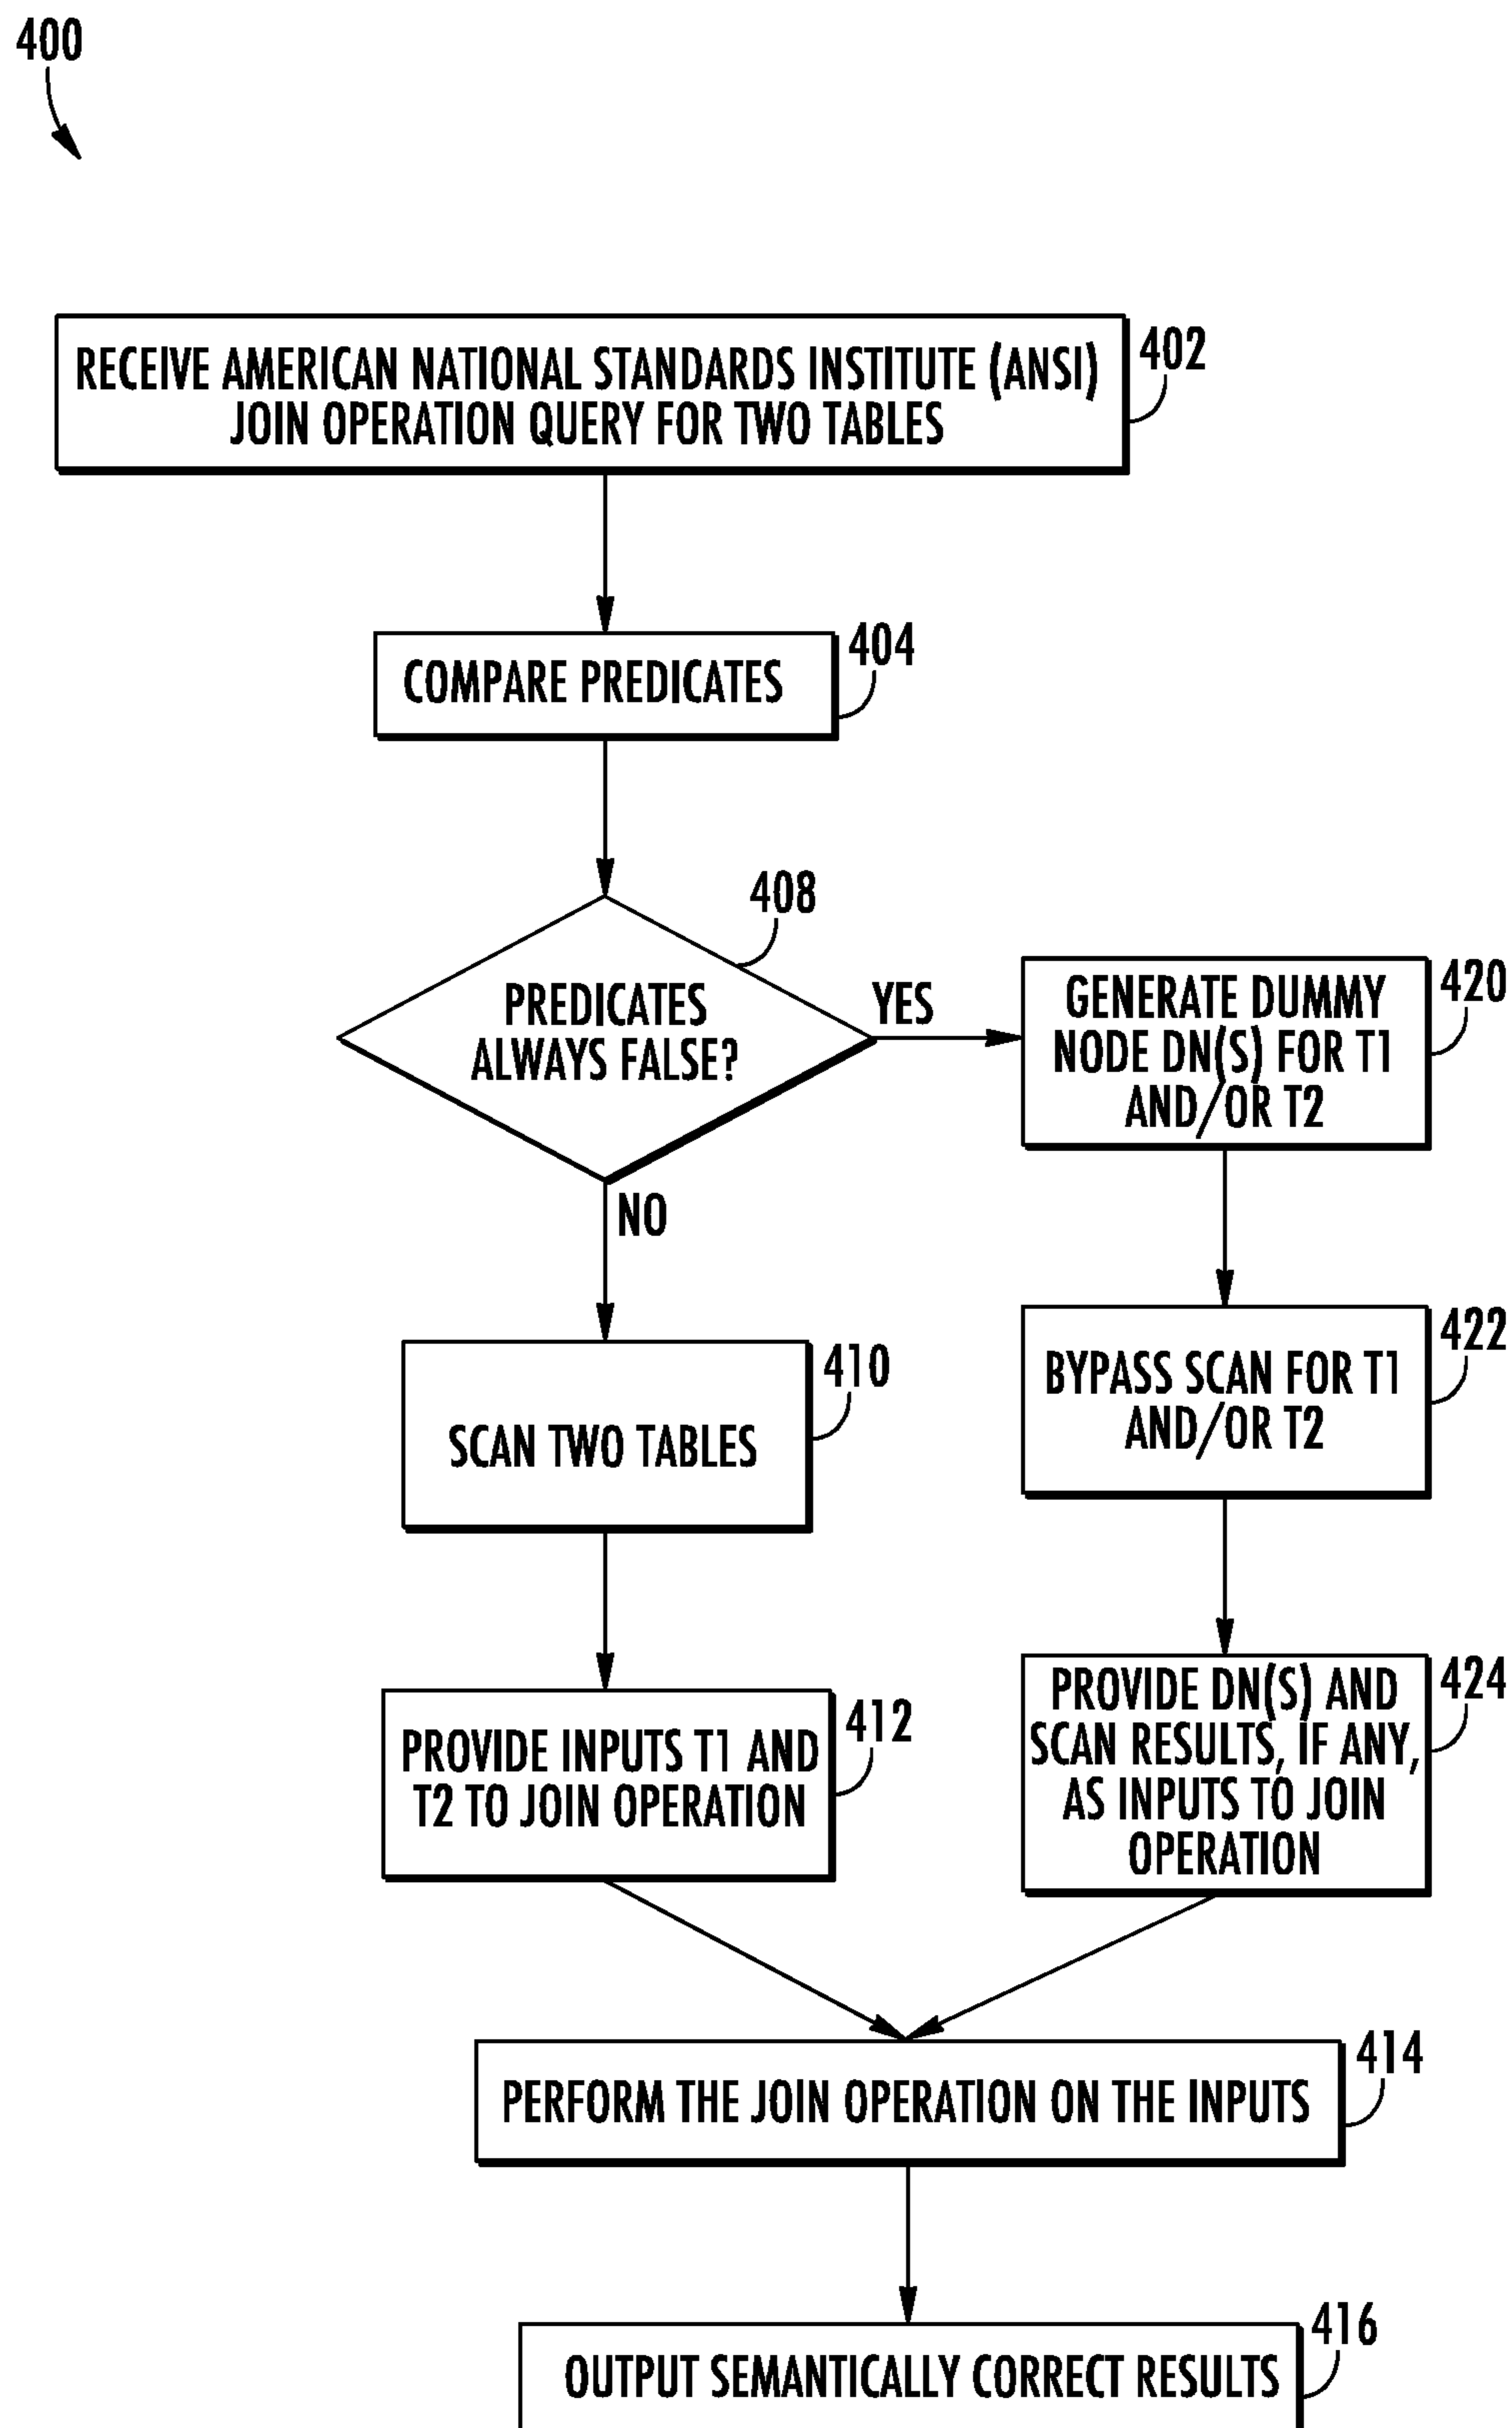 400
RECEIVE AMERICAN NATIONAL STANDARDS INSTITUTE (ANSI)
JOIN OPERATION QUERY FOR TWO TABLES
402
COMPARE PREDICATES
404
408
PREDICATES
ALWAYS FALSE?
YES
NO
GENERATE DUMMY
NODE DN(S) FOR T1
AND/OR T2
420
SCAN TWO TABLES
410
BYPASS SCAN FOR T1
AND/OR T2
422
PROVIDE INPUTS T1 AND
T2 TO JOIN OPERATION
412
PROVIDE DN(S) AND
SCAN RESULTS, IF ANY,
AS INPUTS TO JOIN
OPERATION
424
PERFORM THE JOIN OPERATION ON THE INPUTS
414
OUTPUT SEMANTICALLY CORRECT RESULTS
416